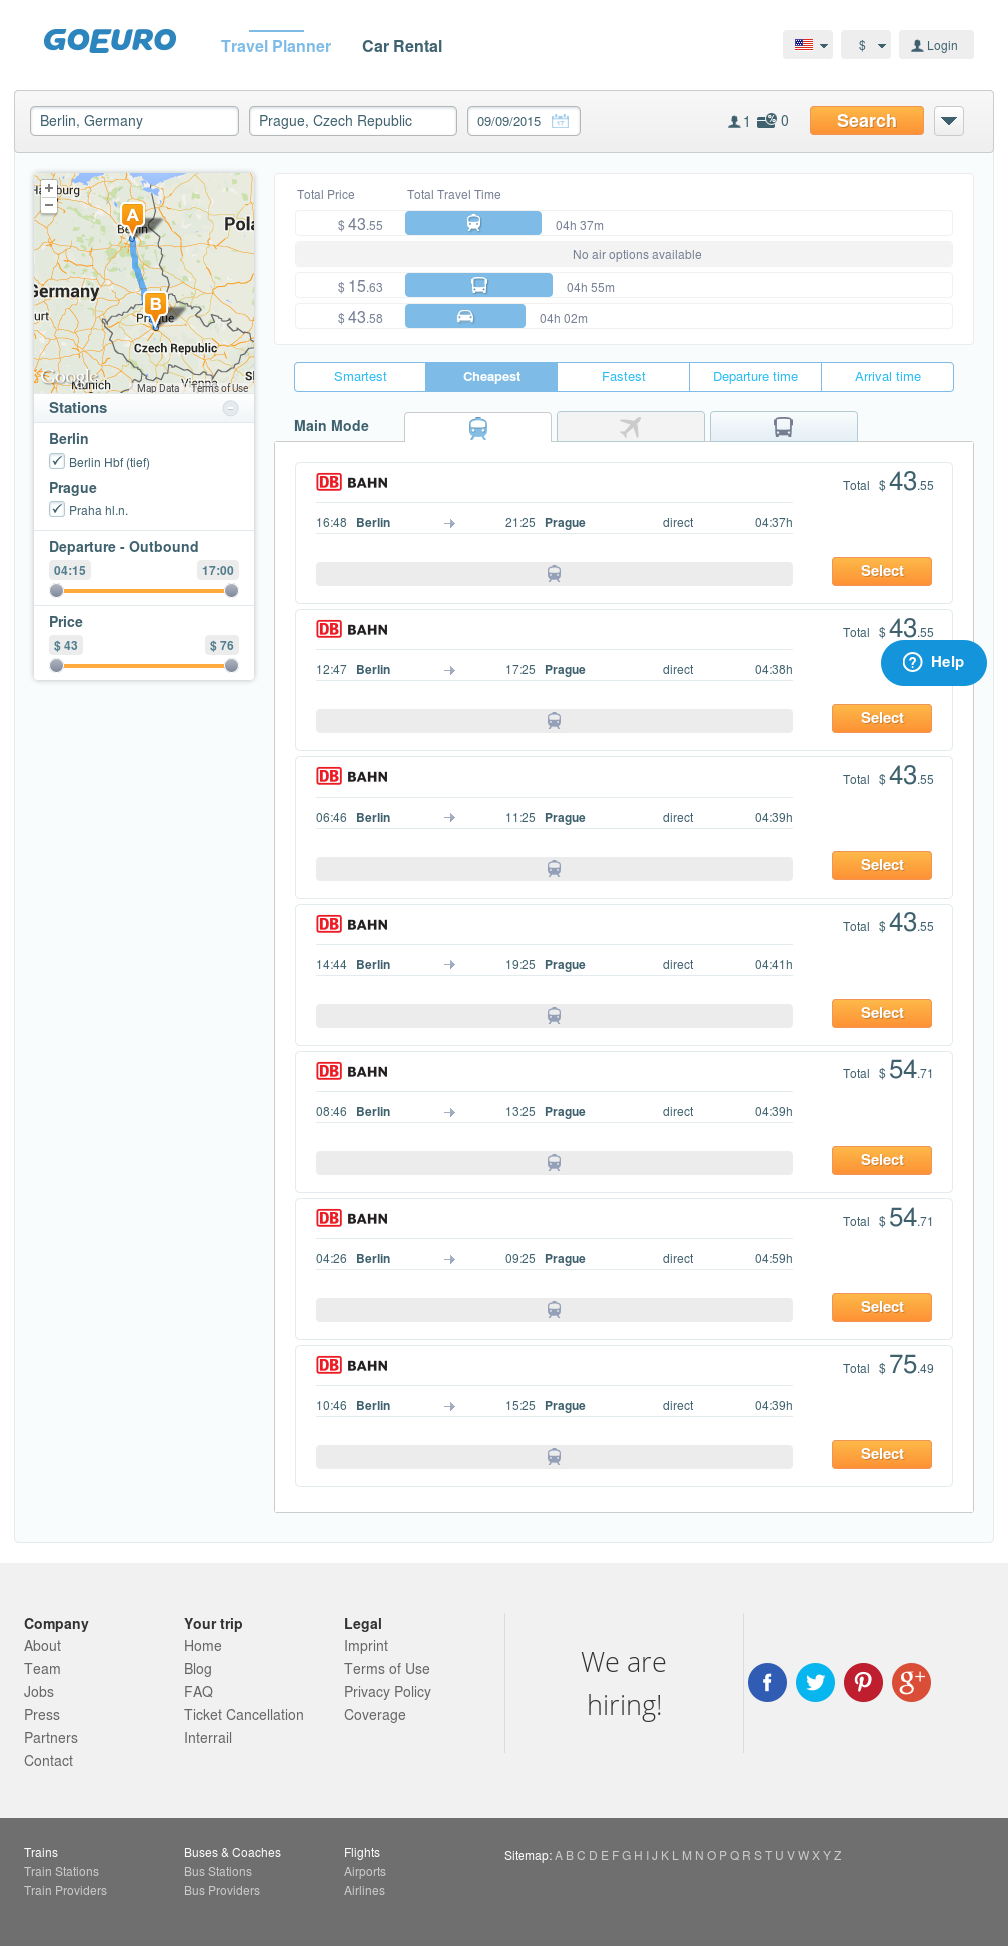 GOEURO
Travel Planner Car Rental
$ Login
Berlin, Germany Prague, Czech Republic 09/09/2015 17 1 % 0 Search
+
−
A
Berlin
Germany
B
Prague
Czech Republic
Google
Munich Vienna
Map Data Terms of Use
Stations
Berlin
Berlin Hbf (tief)
Prague
Praha hl.n.
Departure - Outbound
04:15 17:00
Price
$ 43 $ 76
Total Price Total Travel Time
$ 43.55 04h 37m
No air options available
$ 15.63 04h 55m
$ 43.58 04h 02m
Smartest Cheapest Fastest Departure time Arrival time
Main Mode
DB BAHN Total $ 43.55
16:48 Berlin 21:25 Prague direct 04:37h
Select
DB BAHN Total $ 43.55
12:47 Berlin 17:25 Prague direct 04:38h
? Help
Select
DB BAHN Total $ 43.55
06:46 Berlin 11:25 Prague direct 04:39h
Select
DB BAHN Total $ 43.55
14:44 Berlin 19:25 Prague direct 04:41h
Select
DB BAHN Total $ 54.71
08:46 Berlin 13:25 Prague direct 04:39h
Select
DB BAHN Total $ 54.71
04:26 Berlin 09:25 Prague direct 04:59h
Select
DB BAHN Total $ 75.49
10:46 Berlin 15:25 Prague direct 04:39h
Select
Company
About
Team
Jobs
Press
Partners
Contact
Your trip
Home
Blog
FAQ
Ticket Cancellation
Interrail
Legal
Imprint
Terms of Use
Privacy Policy
Coverage
We are
hiring!
f g+
Trains
Train Stations
Train Providers
Buses & Coaches
Bus Stations
Bus Providers
Flights
Airports
Airlines
Sitemap: A B C D E F G H I J K L M N O P Q R S T U V W X Y Z